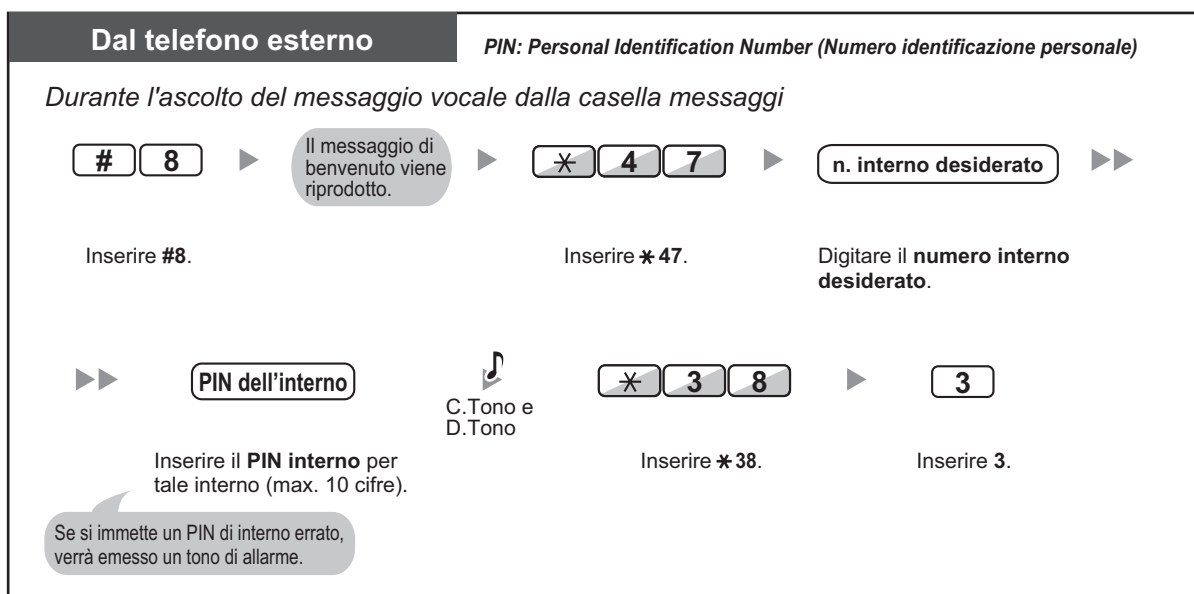 Dal telefono esterno
PIN: Personal Identification Number (Numero identificazione personale)
Durante l'ascolto del messaggio vocale dalla casella messaggi
# 8
Il messaggio di
benvenuto viene
riprodotto.
* 4 7
n. interno desiderato
Inserire #8.
Inserire * 47.
Digitare il numero interno
desiderato.
PIN dell’interno
C.Tono e
D.Tono
* 3 8
3
Inserire il PIN interno per
tale interno (max. 10 cifre).
Inserire * 38.
Inserire 3.
Se si immette un PIN di interno errato,
verrà emesso un tono di allarme.